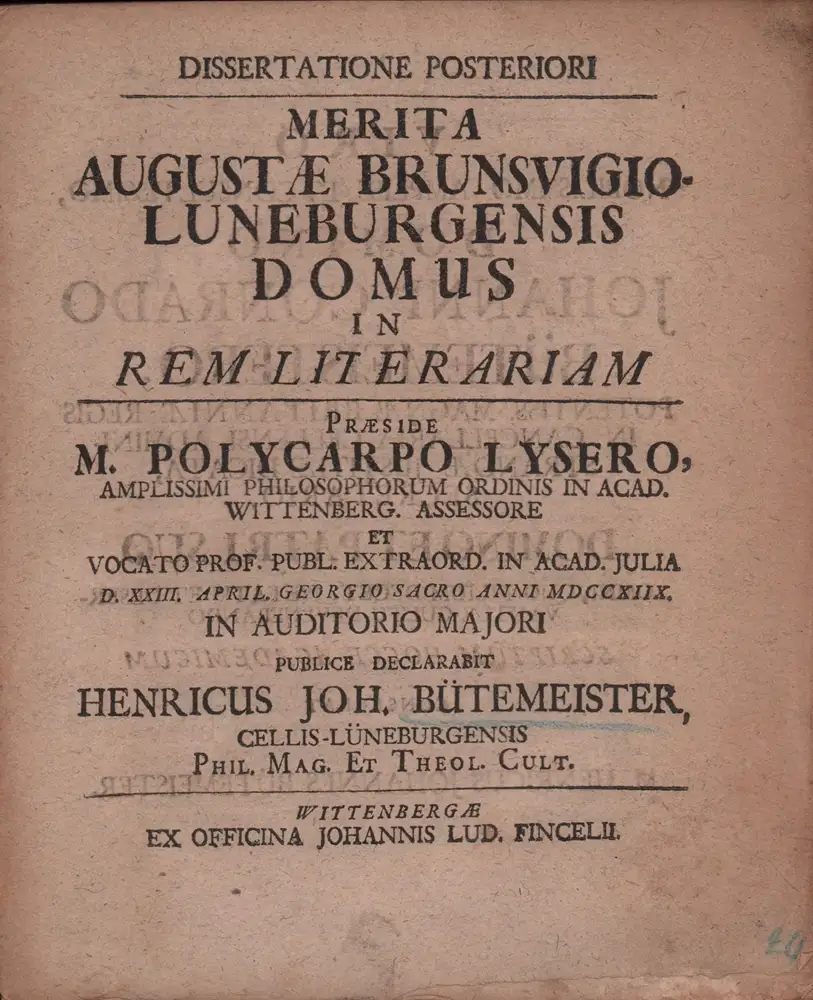 DISSERTATIONE POSTERIORI
MERITA
AUGUSTÆ BRUNSVIGIO-
LUNEBURGENSIS
DOMUS
IN
REM LITERARIAM
PRÆSIDE
M. POLYCARPO LYSERO,
AMPLISSIMI PHILOSOPHORUM ORDINIS IN ACAD.
WITTENBERG. ASSESSORE
ET
VOCATO PROF. PUBL. EXTRAORD. IN ACAD. JULIA
D. XXIII. APRIL. GEORGIO SACRO ANNI MDCCXIIX.
IN AUDITORIO MAJORI
PUBLICE DECLARABIT
HENRICUS JOH. BÜTEMEISTER,
CELLIS-LÜNEBURGENSIS
PHIL. MAG. ET THEOL. CULT.
WITTENBERGÆ
EX OFFICINA JOHANNIS LUD. FINCELII.